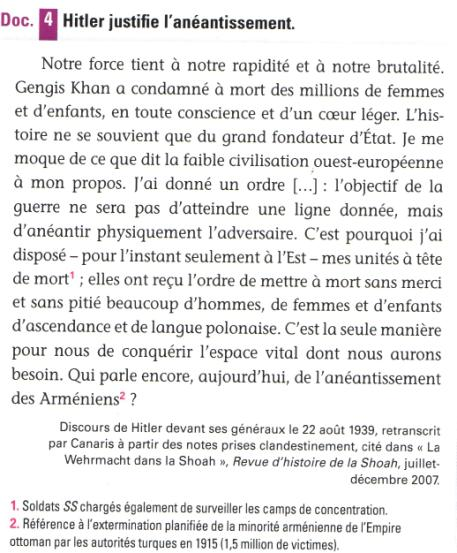 Doc. 4 Hitler justifie l'anéantissement.
Notre force tient à notre rapidité et à notre brutalité.
Gengis Khan a condamné à mort des millions de femmes
et d'enfants, en toute conscience et d'un cœur léger. L'his-
toire ne se souvient que du grand fondateur d'État. Je me
moque de ce que dit la faible civilisation ouest-européenne
à mon propos. J'ai donné un ordre [...] : l'objectif de la
guerre ne sera pas d'atteindre une ligne donnée, mais
d'anéantir physiquement l'adversaire. C'est pourquoi j'ai
disposé – pour l'instant seulement à l'Est – mes unités à tête
de mort¹ ; elles ont reçu l'ordre de mettre à mort sans merci
et sans pitié beaucoup d'hommes, de femmes et d'enfants
d'ascendance et de langue polonaise. C'est la seule manière
pour nous de conquérir l'espace vital dont nous aurons
besoin. Qui parle encore, aujourd'hui, de l'anéantissement
des Arméniens² ?
Discours de Hitler devant ses généraux le 22 août 1939, retranscrit
par Canaris à partir des notes prises clandestinement, cité dans « La
Wehrmacht dans la Shoah », Revue d'histoire de la Shoah, juillet-
décembre 2007.
1. Soldats SS chargés également de surveiller les camps de concentration.
2. Référence à l'extermination planifiée de la minorité arménienne de l'Empire
ottoman par les autorités turques en 1915 (1,5 million de victimes).